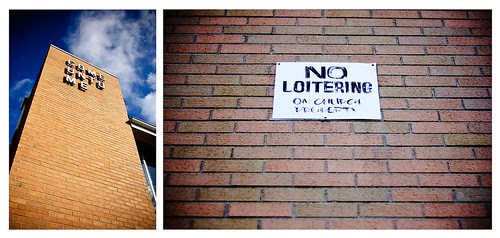 COME
UNTO
ME
NO
LOITERING
ON CHURCH
PROPERTY